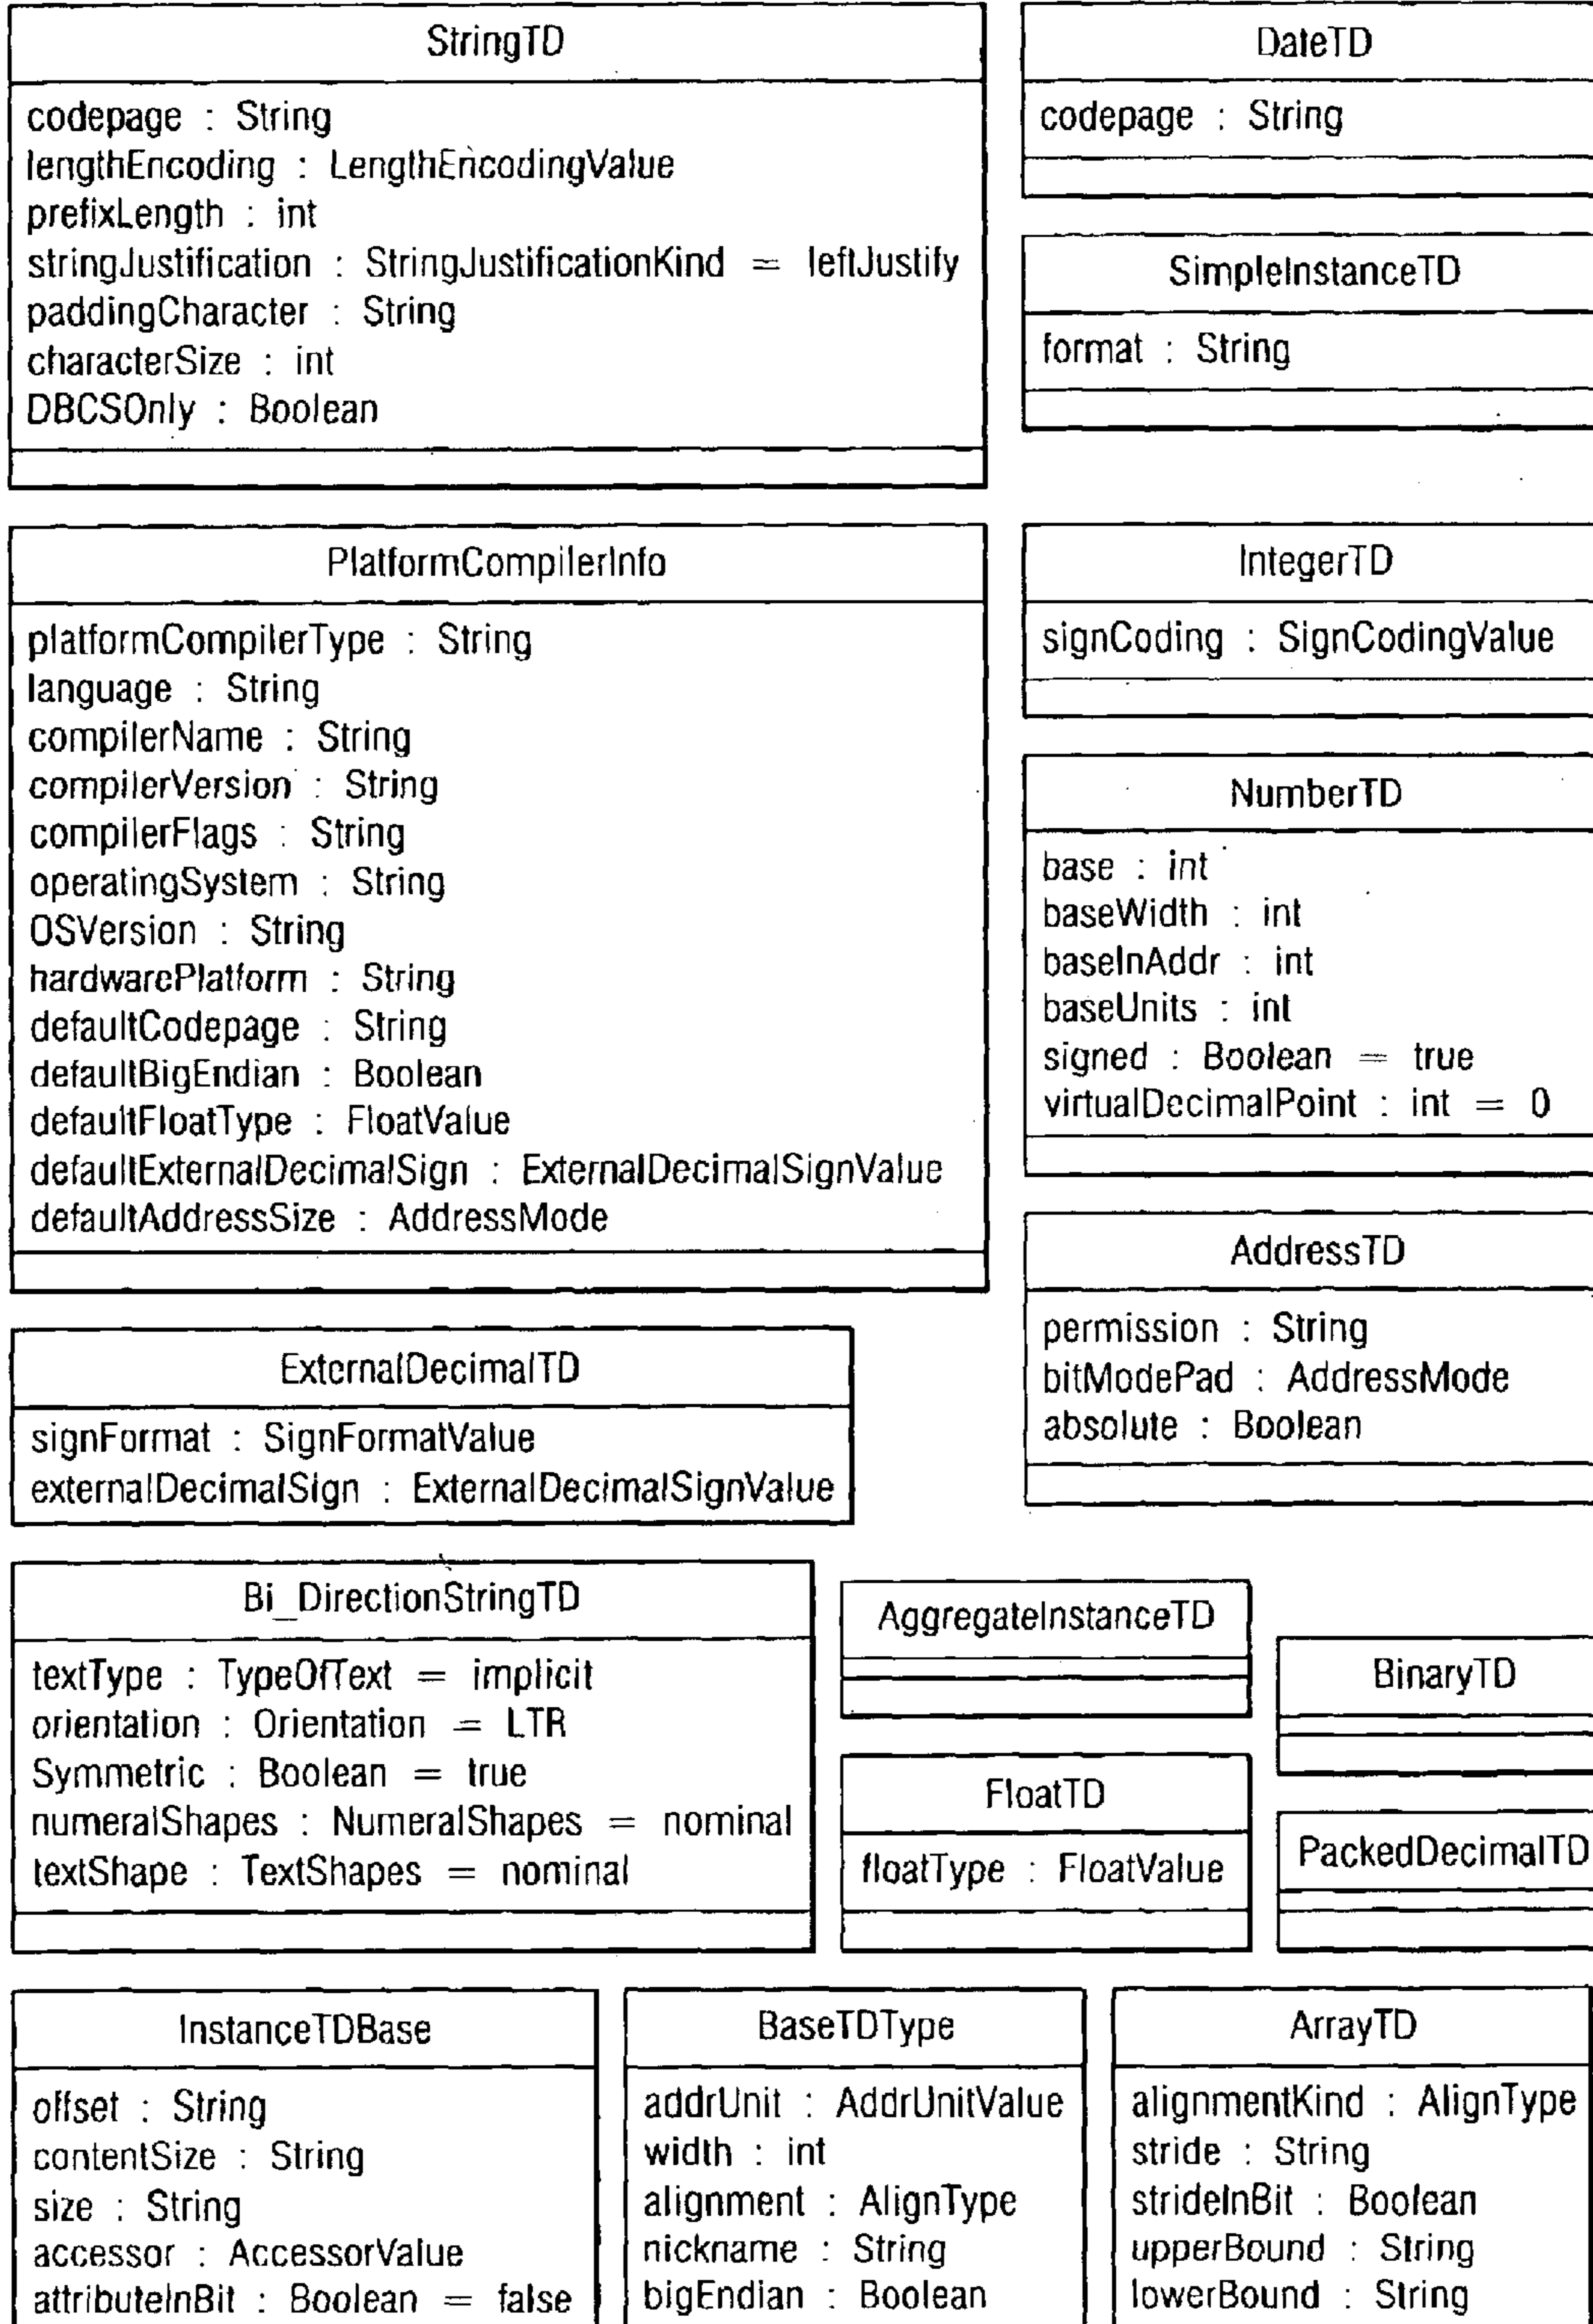 StringTD
codepage : String
lengthEncoding : LengthEncodingValue
prefixLength : int
stringJustification : StringJustificationKind = leftJustify
paddingCharacter : String
characterSize : int
DBCSOnly : Boolean
DateTD
codepage : String
SimpleInstanceTD
format : String
PlatformCompilerInfo
platformCompilerType : String
language : String
compilerName : String
compilerVersion : String
compilerFlags : String
operatingSystem : String
OSVersion : String
hardwarePlatform : String
defaultCodepage : String
defaultBigEndian : Boolean
defaultFloatType : FloatValue
defaultExternalDecimalSign : ExternalDecimalSignValue
defaultAddressSize : AddressMode
IntegerTD
signCoding : SignCodingValue
NumberTD
base : int
baseWidth : int
baseInAddr : int
baseUnits : int
signed : Boolean = true
virtualDecimalPoint : int = 0
AddressTD
permission : String
bitModePad : AddressMode
absolute : Boolean
ExternalDecimalTD
signFormat : SignFormatValue
externalDecimalSign : ExternalDecimalSignValue
Bi_DirectionStringTD
textType : TypeOfText = implicit
orientation : Orientation = LTR
Symmetric : Boolean = true
numeralShapes : NumeralShapes = nominal
textShape : TextShapes = nominal
AggregateInstanceTD
BinaryTD
FloatTD
floatType : FloatValue
PackedDecimalTD
InstanceTDBase
offset : String
contentSize : String
size : String
accessor : AccessorValue
attributeInBit : Boolean = false
BaseTDType
addrUnit : AddrUnitValue
width : int
alignment : AlignType
nickname : String
bigEndian : Boolean
ArrayTD
alignmentKind : AlignType
stride : String
strideInBit : Boolean
upperBound : String
lowerBound : String